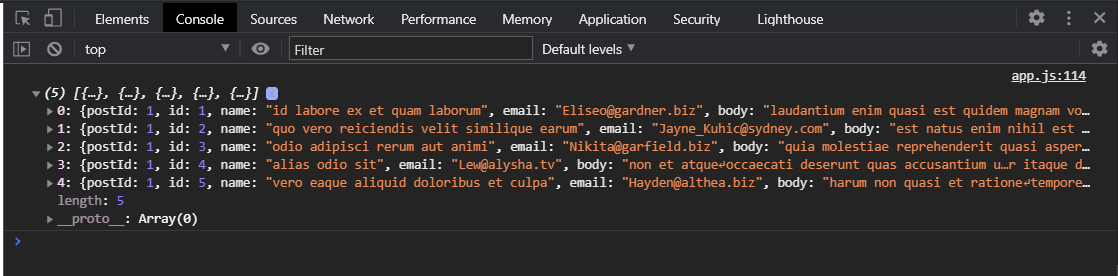 Elements Console Sources Network Performance Memory Application Security Lighthouse
top Filter Default levels
app.js:114
(5) [{…}, {…}, {…}, {…}, {…}] i
0: {postId: 1, id: 1, name: "id labore ex et quam laborum", email: "Eliseo@gardner.biz", body: "laudantium enim quasi est quidem magnam vo…
1: {postId: 1, id: 2, name: "quo vero reiciendis velit similique earum", email: "Jayne_Kuhic@sydney.com", body: "est natus enim nihil est …
2: {postId: 1, id: 3, name: "odio adipisci rerum aut animi", email: "Nikita@garfield.biz", body: "quia molestiae reprehenderit quasi asper…
3: {postId: 1, id: 4, name: "alias odio sit", email: "Lew@alysha.tv", body: "non et atque↵occaecati deserunt quas accusantium u…r itaque d…
4: {postId: 1, id: 5, name: "vero eaque aliquid doloribus et culpa", email: "Hayden@althea.biz", body: "harum non quasi et ratione↵tempore…
length: 5
__proto__: Array(0)